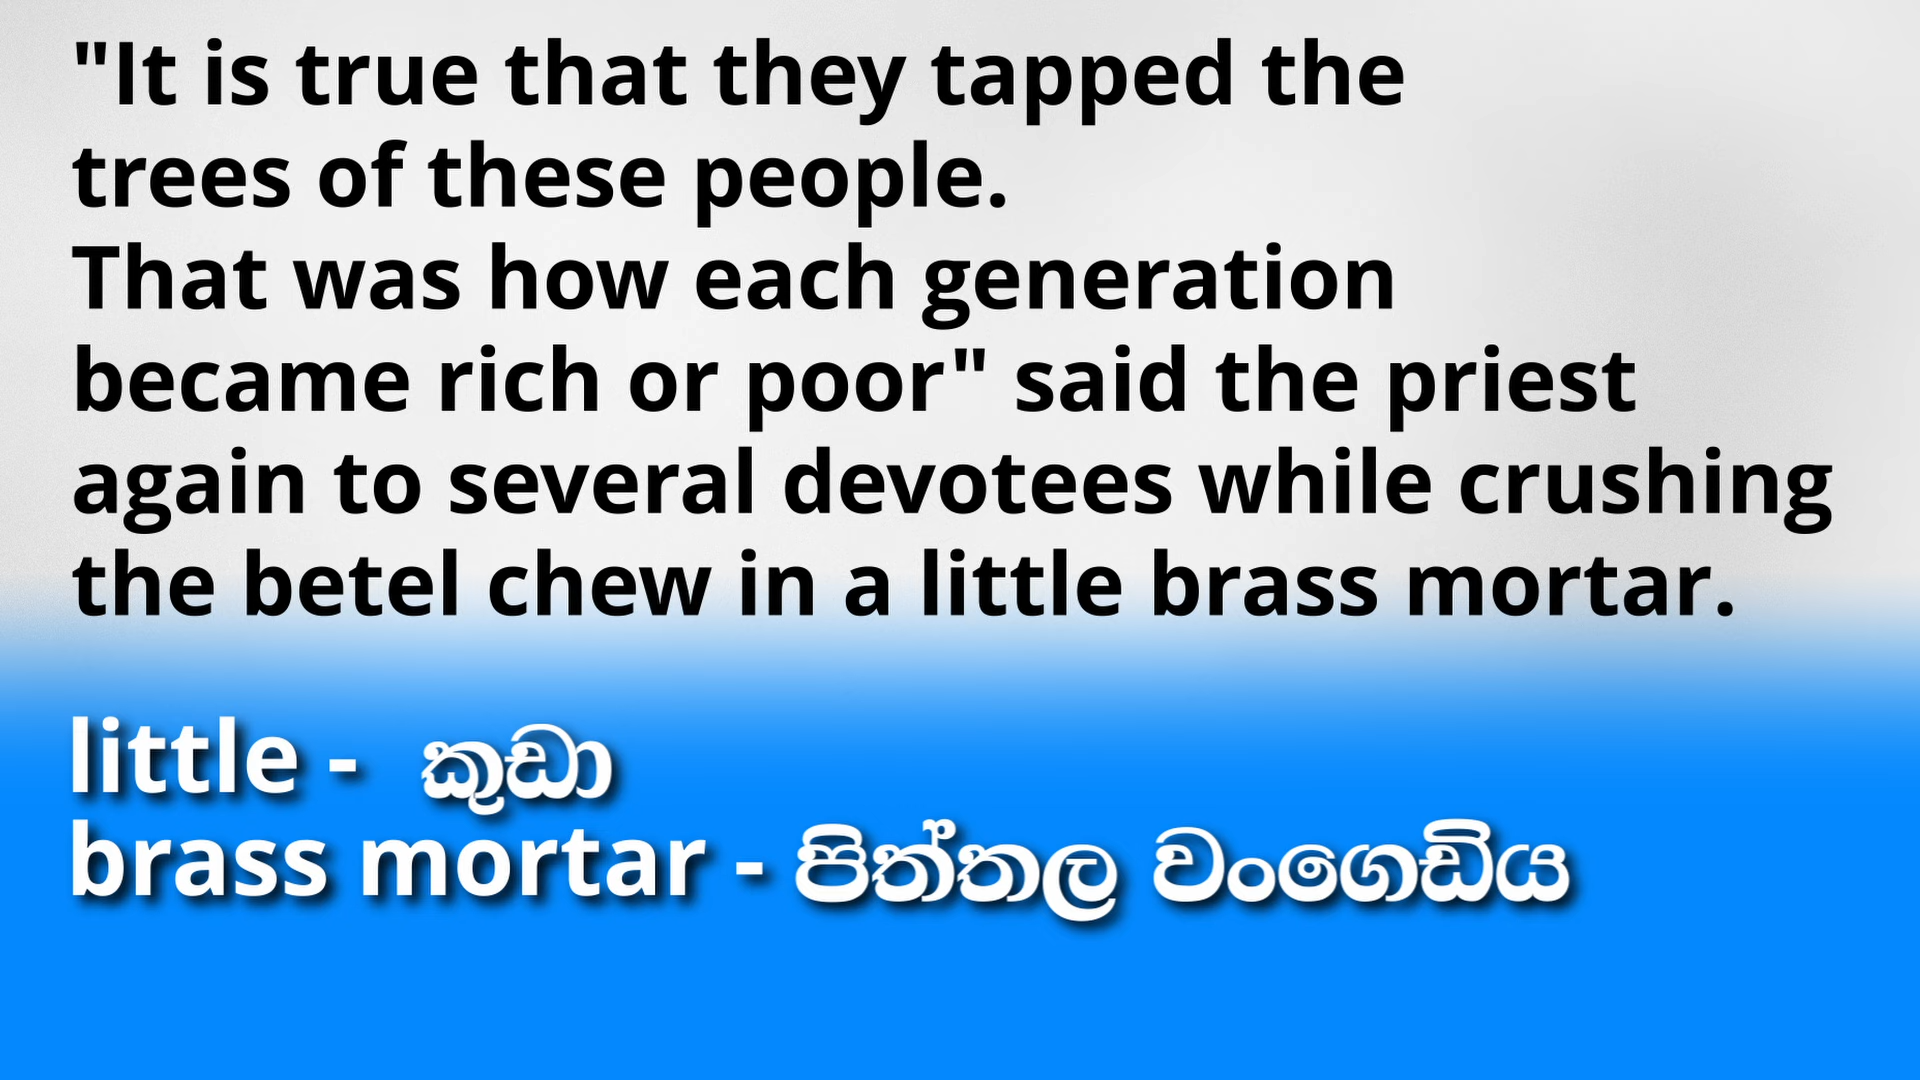 "It is true that they tapped the
trees of these people.
That was how each generation
became rich or poor" said the priest
again to several devotees while crushing
the betel chew in a little brass mortar.
little -  කුඩා
brass mortar - පිත්තල වංගෙඩිය